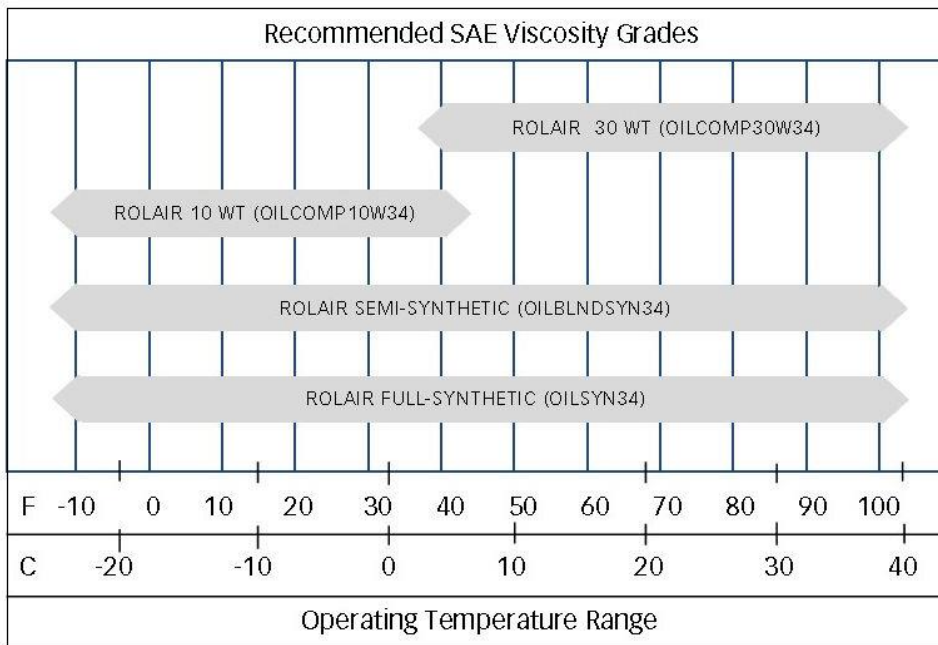 Recommended SAE Viscosity Grades
ROLAIR 30 WT (OILCOMP30W34)
ROLAIR 10 WT (OILCOMP10W34)
ROLAIR SEMI-SYNTHETIC (OILBLNDSYN34)
ROLAIR FULL-SYNTHETIC (OILSYN34)
F -10 0 10 20 30 40 50 60 70 80 90 100
C -20 -10 0 10 20 30 40
Operating Temperature Range